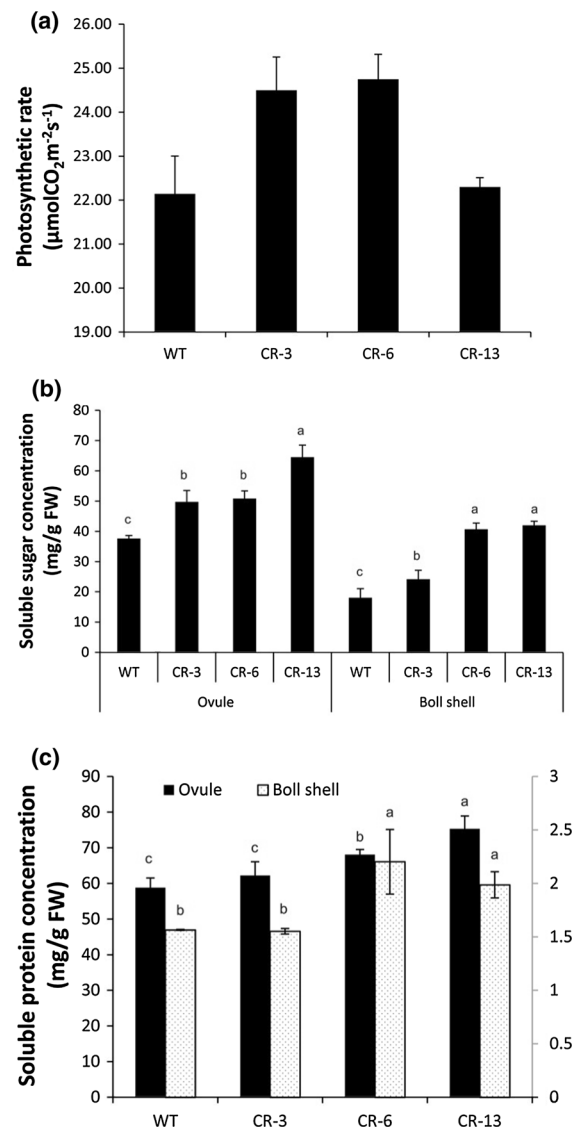 (a)
Photosynthetic rate
(µmolCO₂m⁻²s⁻¹)
26.00
25.00
24.00
23.00
22.00
21.00
20.00
19.00
WT CR-3 CR-6 CR-13
(b)
Soluble sugar concentration
(mg/g FW)
80
70
60
50
40
30
20
10
0
c b b a c b a a
WT CR-3 CR-6 CR-13 WT CR-3 CR-6 CR-13
Ovule Boll shell
(c)
Soluble protein concentration
(mg/g FW)
90
80
70
60
50
40
30
20
10
0
Ovule Boll shell
c b c b b a a a
3
2.5
2
1.5
1
0.5
0
WT CR-3 CR-6 CR-13